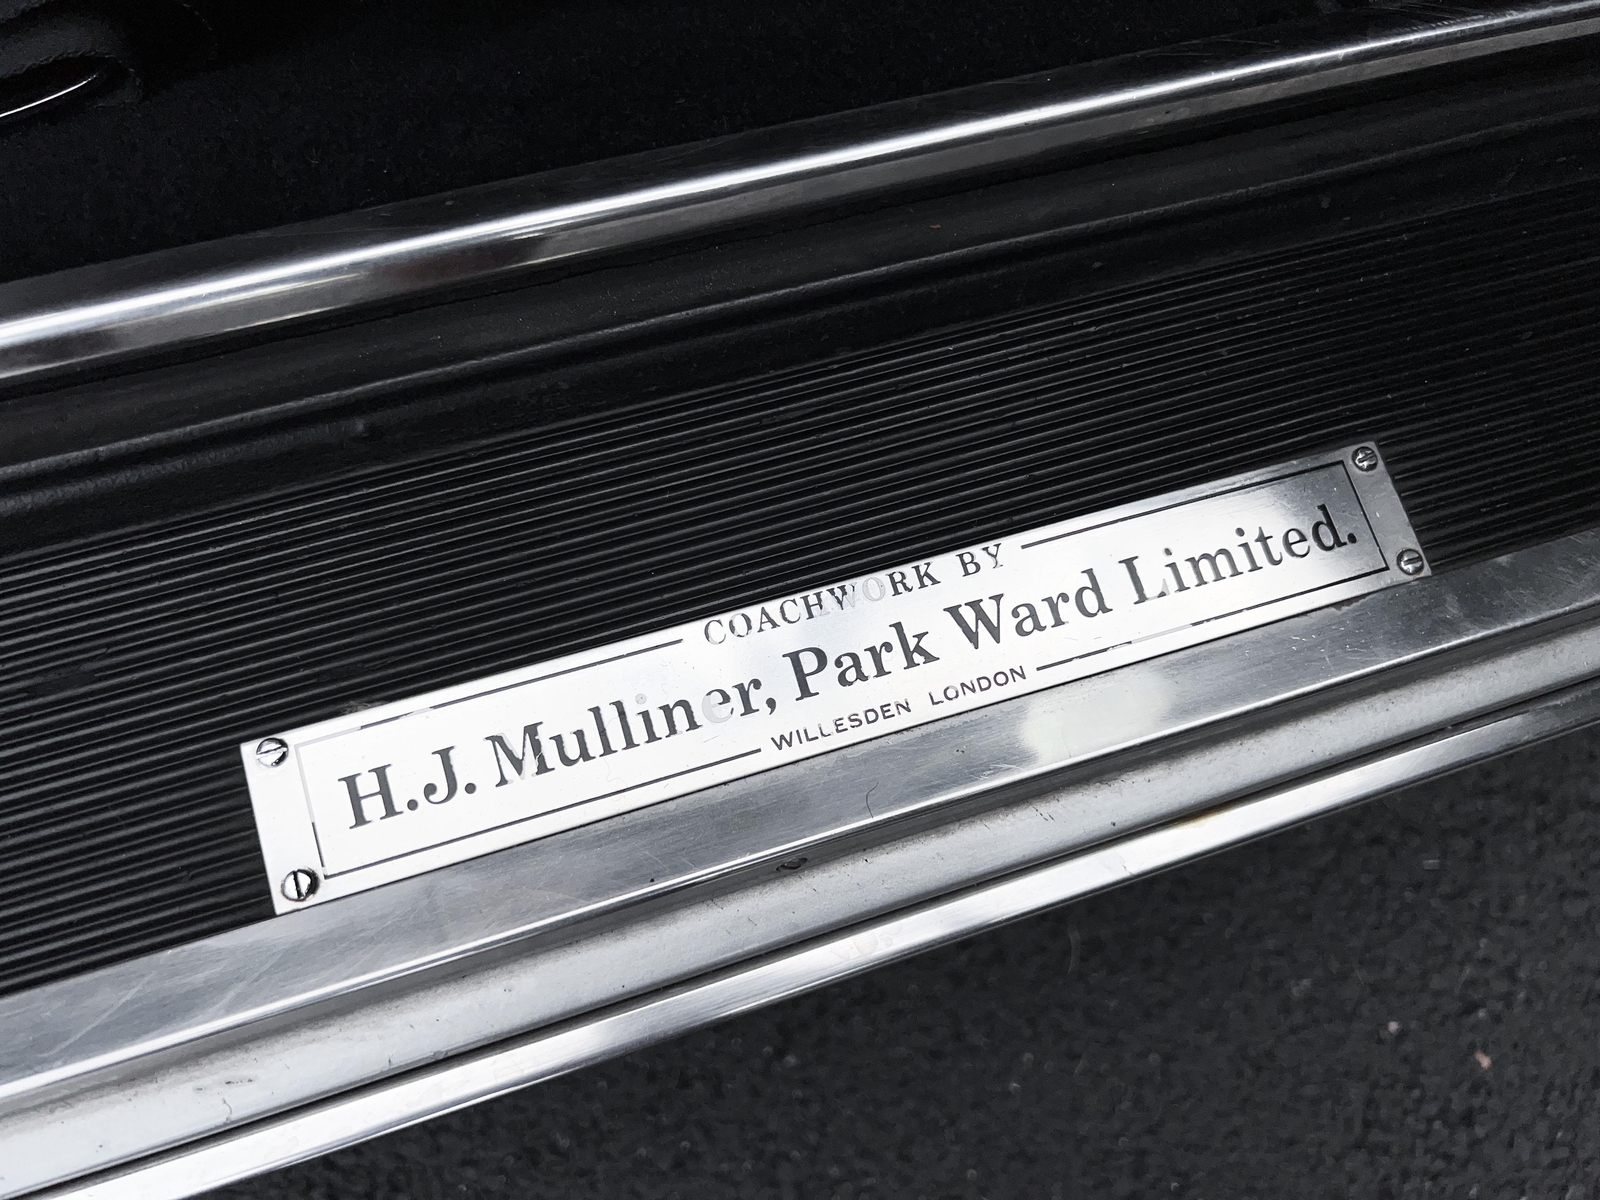 COACHWORK BY
H.J. Mulliner, Park Ward Limited.
WILLESDEN LONDON